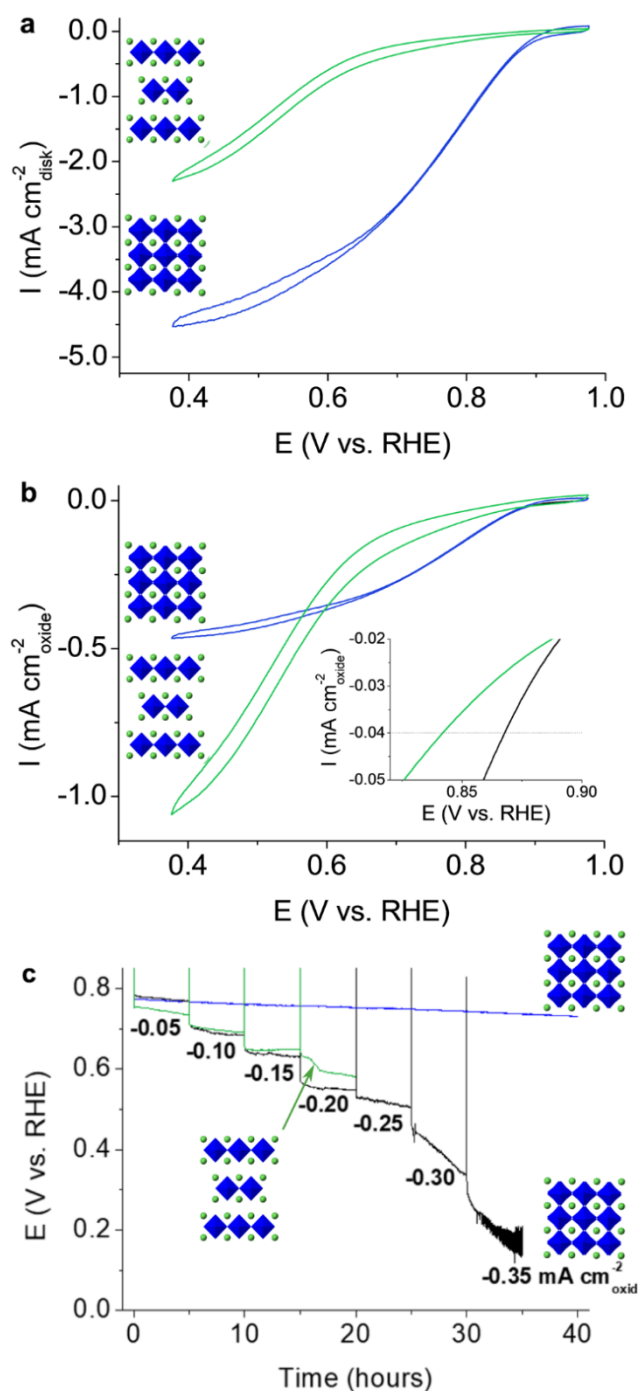 a
0.0
-1.0
-2.0
-3.0
-4.0
-5.0
I (mA cm⁻²disk)
0.4 0.6 0.8 1.0
E (V vs. RHE)
b
0.0
-0.5
-1.0
I (mA cm⁻²oxide)
-0.02
-0.03
-0.04
-0.05
I (mA cm⁻²oxide)
0.85 0.90
E (V vs. RHE)
0.4 0.6 0.8 1.0
E (V vs. RHE)
c
0.8
0.6
0.4
0.2
0.0
E (V vs. RHE)
-0.05
-0.10
-0.15
-0.20
-0.25
-0.30
-0.35 mA cm⁻²oxid
0 10 20 30 40
Time (hours)